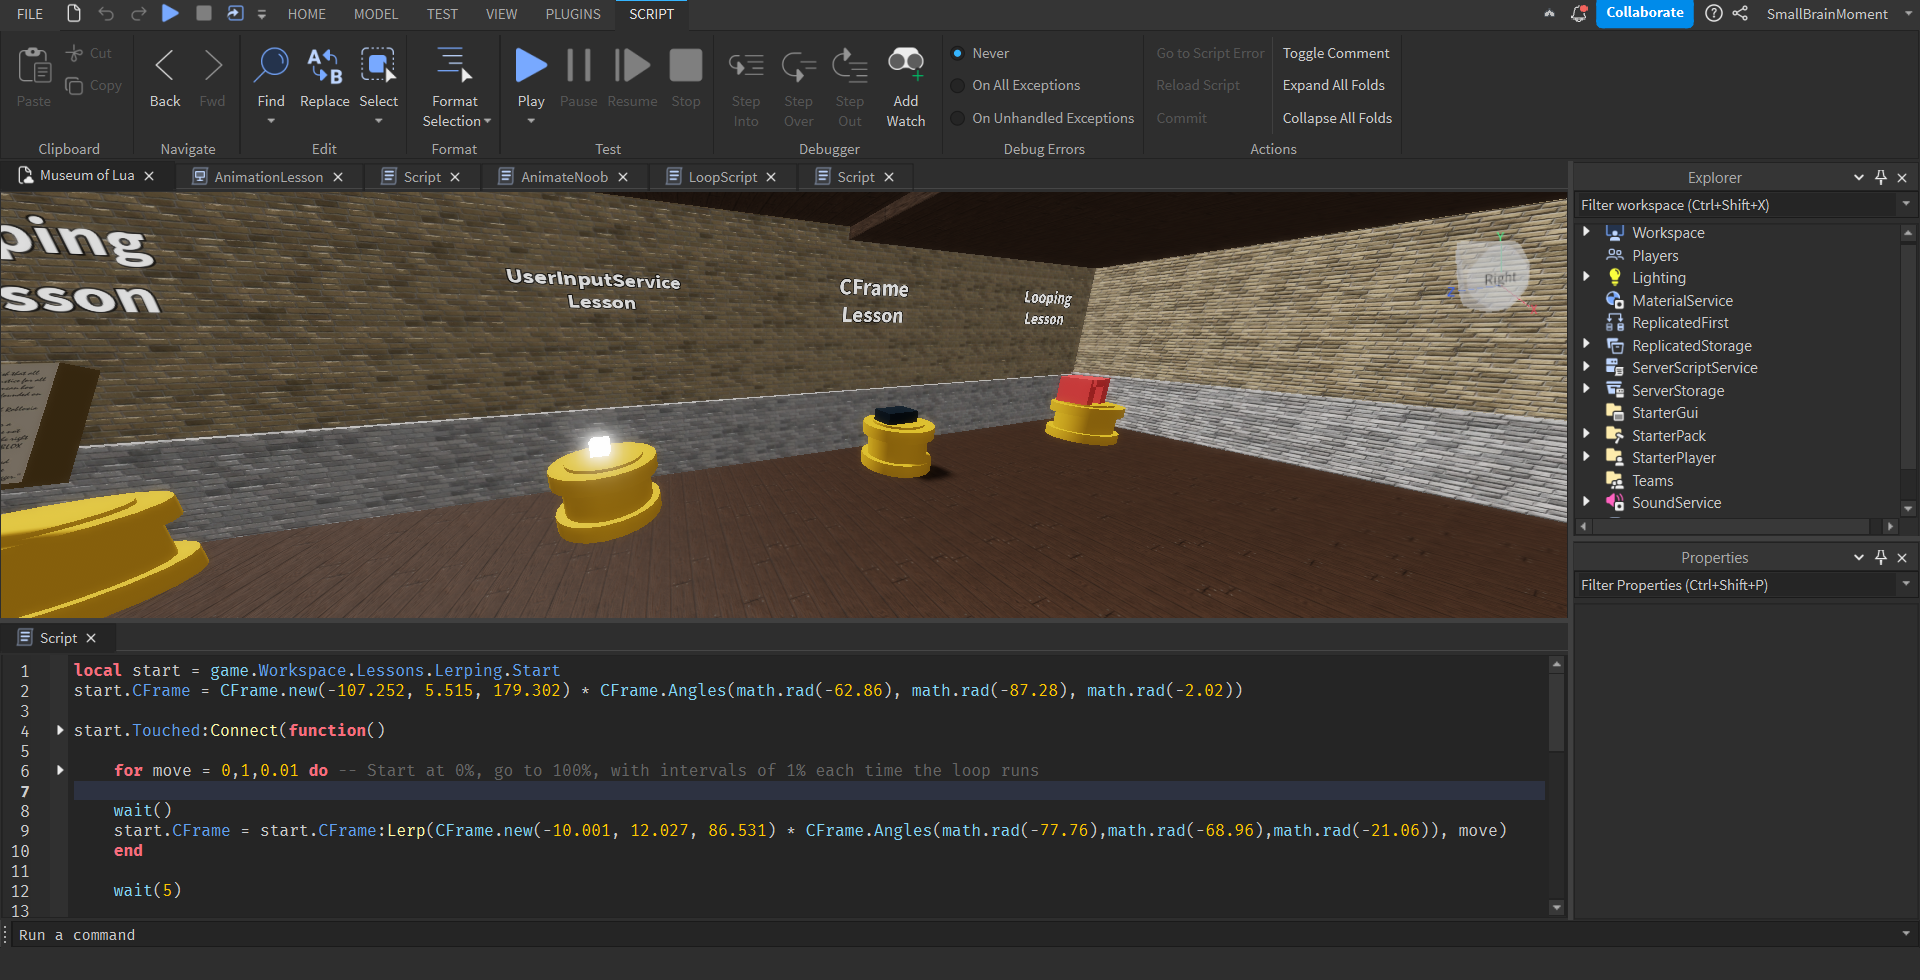 FILE HOME MODEL TEST VIEW PLUGINS SCRIPT Collaborate SmallBrainMoment
Paste Cut Copy
Clipboard
Back Fwd
Navigate
Find Replace Select
Edit
Format Selection
Format
Play Pause Resume Stop
Test
Step Into Step Over Step Out Add Watch
Debugger
Never
On All Exceptions
On Unhandled Exceptions
Debug Errors
Go to Script Error Toggle Comment
Reload Script Expand All Folds
Commit Collapse All Folds
Actions
Museum of Lua AnimationLesson Script AnimateNoob LoopScript Script
ping
sson
UserInputService
Lesson
CFrame
Lesson
Looping
Lesson
Y
Right
Z
Explorer
Filter workspace (Ctrl+Shift+X)
Workspace
Players
Lighting
MaterialService
ReplicatedFirst
ReplicatedStorage
ServerScriptService
ServerStorage
StarterGui
StarterPack
StarterPlayer
Teams
SoundService
Properties
Filter Properties (Ctrl+Shift+P)
Script
1 local start = game.Workspace.Lessons.Lerping.Start
2 start.CFrame = CFrame.new(-107.252, 5.515, 179.302) * CFrame.Angles(math.rad(-62.86), math.rad(-87.28), math.rad(-2.02))
3
4 start.Touched:Connect(function()
5
6 for move = 0,1,0.01 do -- Start at 0%, go to 100%, with intervals of 1% each time the loop runs
7
8 wait()
9 start.CFrame = start.CFrame:Lerp(CFrame.new(-10.001, 12.027, 86.531) * CFrame.Angles(math.rad(-77.76),math.rad(-68.96),math.rad(-21.06)), move)
10 end
11
12 wait(5)
13
Run a command